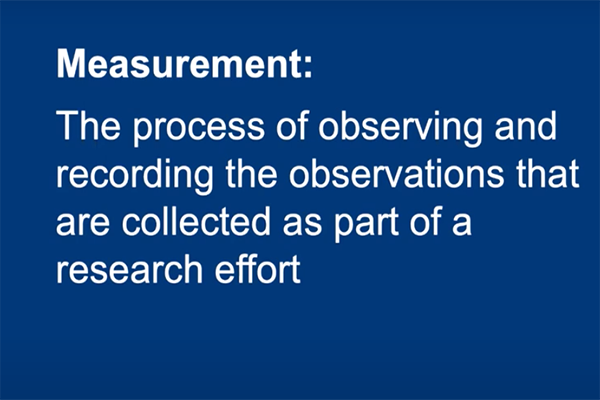 Measurement:
The process of observing and
recording the observations that
are collected as part of a
research effort